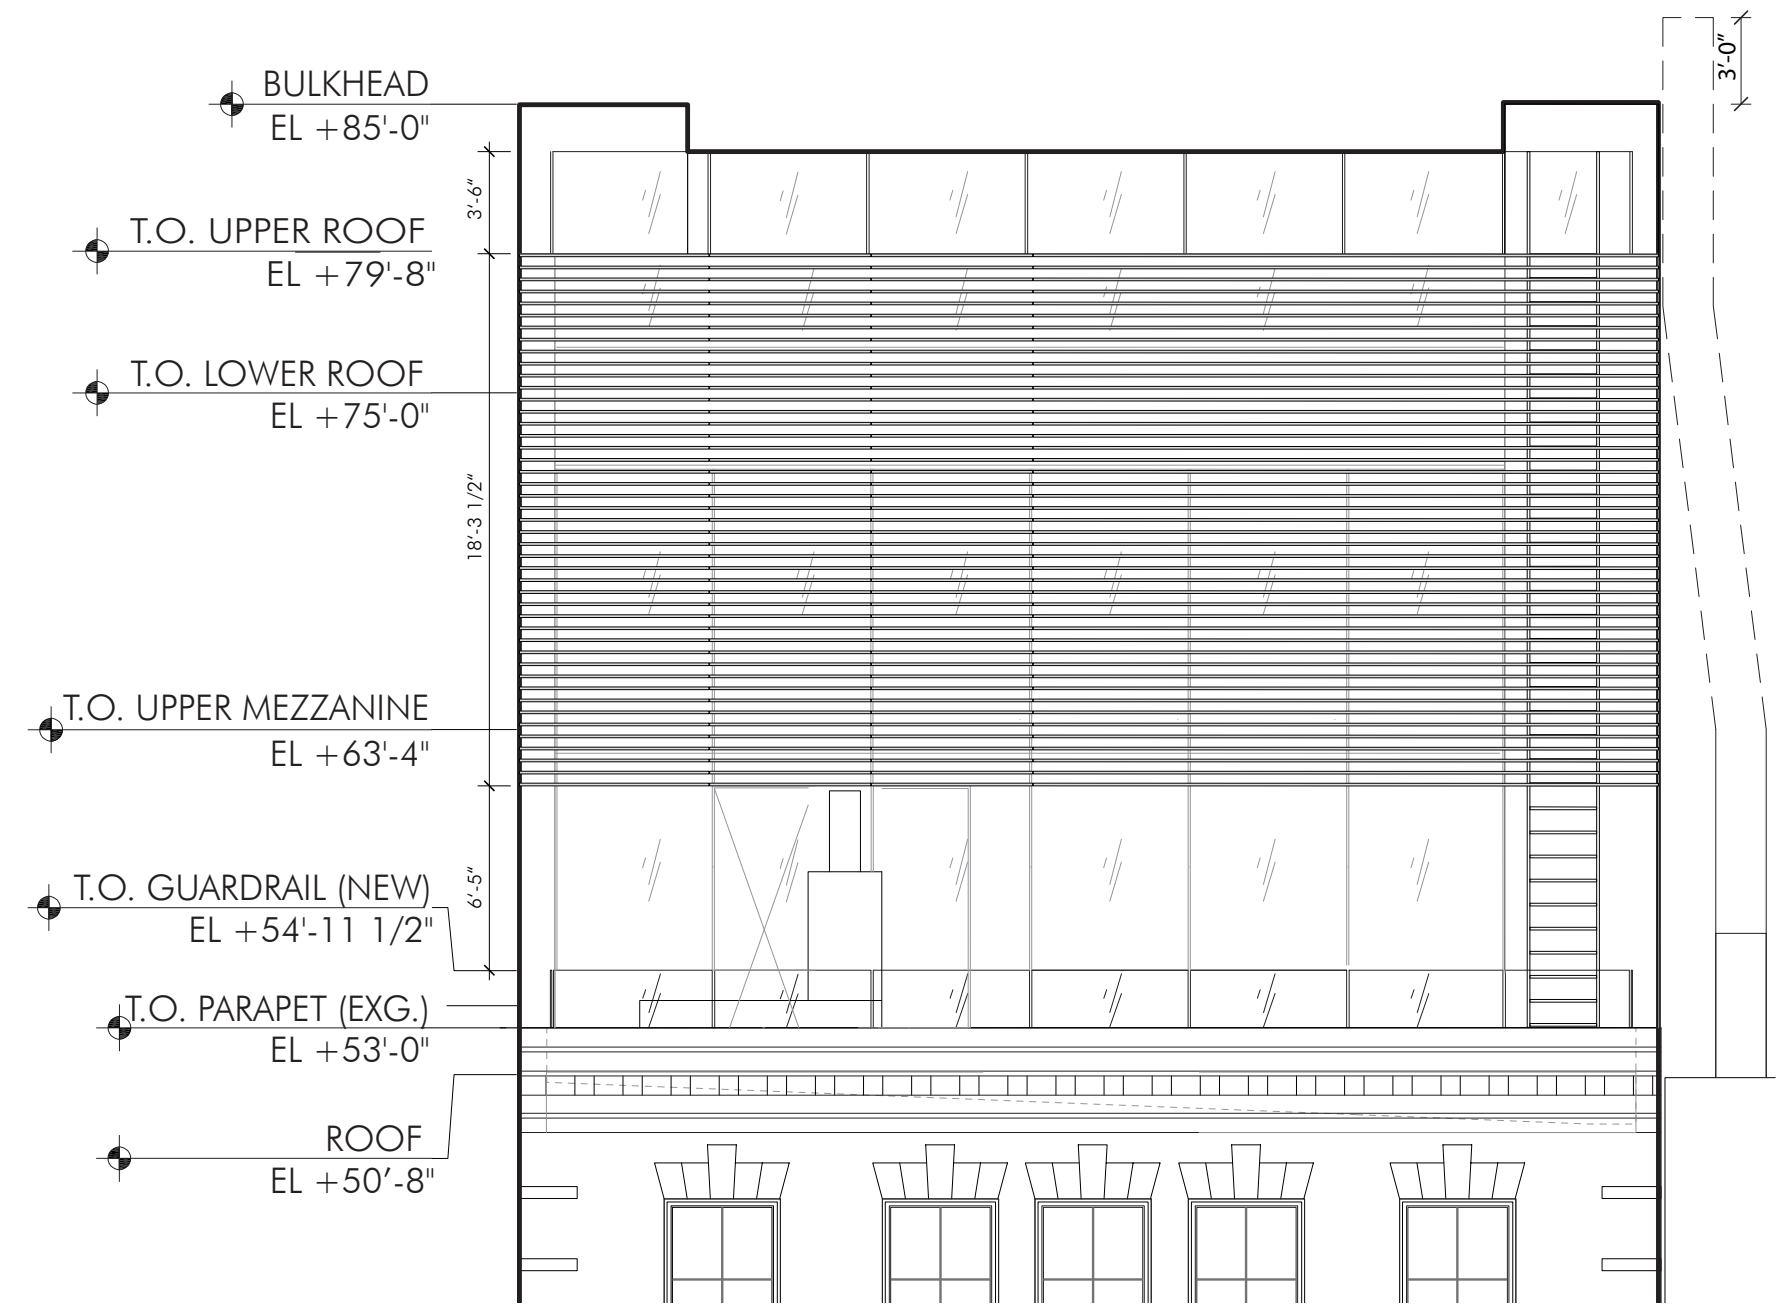 3'-0"
BULKHEAD
EL +85'-0"
3'-6"
T.O. UPPER ROOF
EL +79'-8"
T.O. LOWER ROOF
EL +75'-0"
18'-3 1/2"
T.O. UPPER MEZZANINE
EL +63'-4"
6'-5"
T.O. GUARDRAIL (NEW)
EL +54'-11 1/2"
T.O. PARAPET (EXG.)
EL +53'-0"
ROOF
EL +50'-8"